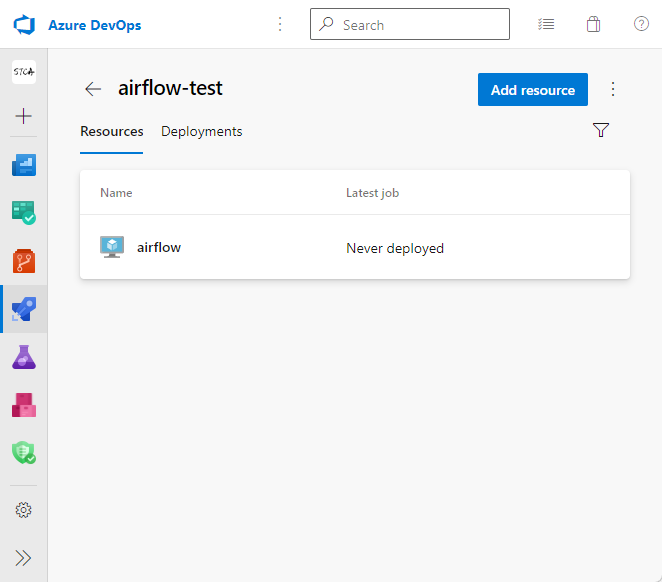 Azure DevOps
Search
STCA
airflow-test
Add resource
Resources Deployments
Name Latest job
airflow Never deployed